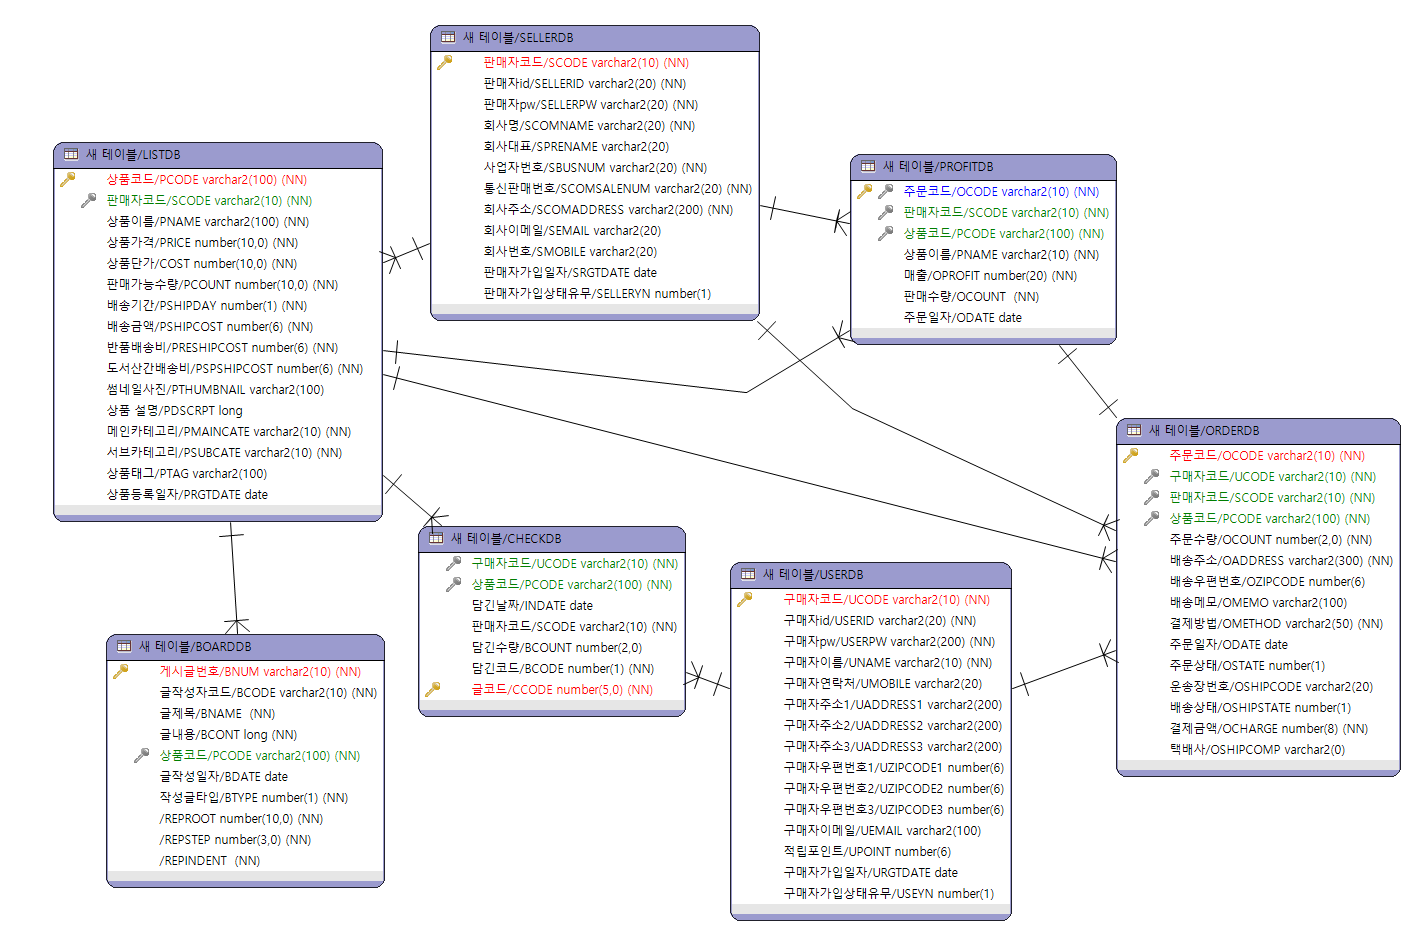 새 테이블/SELLERDB
판매자코드/SCODE varchar2(10) (NN)
판매자id/SELLERID varchar2(20) (NN)
판매자pw/SELLERPW varchar2(20) (NN)
회사명/SCOMNAME varchar2(20) (NN)
회사대표/SPRENAME varchar2(20)
사업자번호/SBUSNUM varchar2(20) (NN)
통신판매번호/SCOMSALENUM varchar2(20) (NN)
회사주소/SCOMADDRESS varchar2(200) (NN)
회사이메일/SEMAIL varchar2(20)
회사번호/SMOBILE varchar2(20)
판매자가입일자/SRGTDATE date
판매자가입상태유무/SELLERYN number(1)
새 테이블/LISTDB
상품코드/PCODE varchar2(100) (NN)
판매자코드/SCODE varchar2(10) (NN)
상품이름/PNAME varchar2(100) (NN)
상품가격/PRICE number(10,0) (NN)
상품단가/COST number(10,0) (NN)
판매가능수량/PCOUNT number(10,0) (NN)
배송기간/PSHIPDAY number(1) (NN)
배송금액/PSHIPCOST number(6) (NN)
반품배송비/PRESHIPCOST number(6) (NN)
도서산간배송비/PSPSHIPCOST number(6) (NN)
썸네일사진/PTHUMBNAIL varchar2(100)
상품 설명/PDSCRPT long
메인카테고리/PMAINCATE varchar2(10) (NN)
서브카테고리/PSUBCATE varchar2(10) (NN)
상품태그/PTAG varchar2(100)
상품등록일자/PRGTDATE date
새 테이블/PROFITDB
주문코드/OCODE varchar2(10) (NN)
판매자코드/SCODE varchar2(10) (NN)
상품코드/PCODE varchar2(100) (NN)
상품이름/PNAME varchar2(10) (NN)
매출/OPROFIT number(20) (NN)
판매수량/OCOUNT (NN)
주문일자/ODATE date
새 테이블/ORDERDB
주문코드/OCODE varchar2(10) (NN)
구매자코드/UCODE varchar2(10) (NN)
판매자코드/SCODE varchar2(10) (NN)
상품코드/PCODE varchar2(100) (NN)
주문수량/OCOUNT number(2,0) (NN)
배송주소/OADDRESS varchar2(300) (NN)
배송우편번호/OZIPCODE number(6)
배송메모/OMEMO varchar2(100)
결제방법/OMETHOD varchar2(50) (NN)
주문일자/ODATE date
주문상태/OSTATE number(1)
운송장번호/OSHIPCODE varchar2(20)
배송상태/OSHIPSTATE number(1)
결제금액/OCHARGE number(8) (NN)
택배사/OSHIPCOMP varchar2(0)
새 테이블/CHECKDB
구매자코드/UCODE varchar2(10) (NN)
상품코드/PCODE varchar2(100) (NN)
담긴날짜/INDATE date
판매자코드/SCODE varchar2(10) (NN)
담긴수량/BCOUNT number(2,0)
담긴코드/BCODE number(1) (NN)
글코드/CCODE number(5,0) (NN)
새 테이블/USERDB
구매자코드/UCODE varchar2(10) (NN)
구매자id/USERID varchar2(20) (NN)
구매자pw/USERPW varchar2(200) (NN)
구매자이름/UNAME varchar2(10) (NN)
구매자연락처/UMOBILE varchar2(20)
구매자주소1/UADDRESS1 varchar2(200)
구매자주소2/UADDRESS2 varchar2(200)
구매자주소3/UADDRESS3 varchar2(200)
구매자우편번호1/UZIPCODE1 number(6)
구매자우편번호2/UZIPCODE2 number(6)
구매자우편번호3/UZIPCODE3 number(6)
구매자이메일/UEMAIL varchar2(100)
적립포인트/UPOINT number(6)
구매자가입일자/URGTDATE date
구매자가입상태유무/USEYN number(1)
새 테이블/BOARDDB
게시글번호/BNUM varchar2(10) (NN)
글작성자코드/BCODE varchar2(10) (NN)
글제목/BNAME (NN)
글내용/BCONT long (NN)
상품코드/PCODE varchar2(100) (NN)
글작성일자/BDATE date
작성글타입/BTYPE number(1) (NN)
/REPROOT number(10,0) (NN)
/REPSTEP number(3,0) (NN)
/REPINDENT (NN)